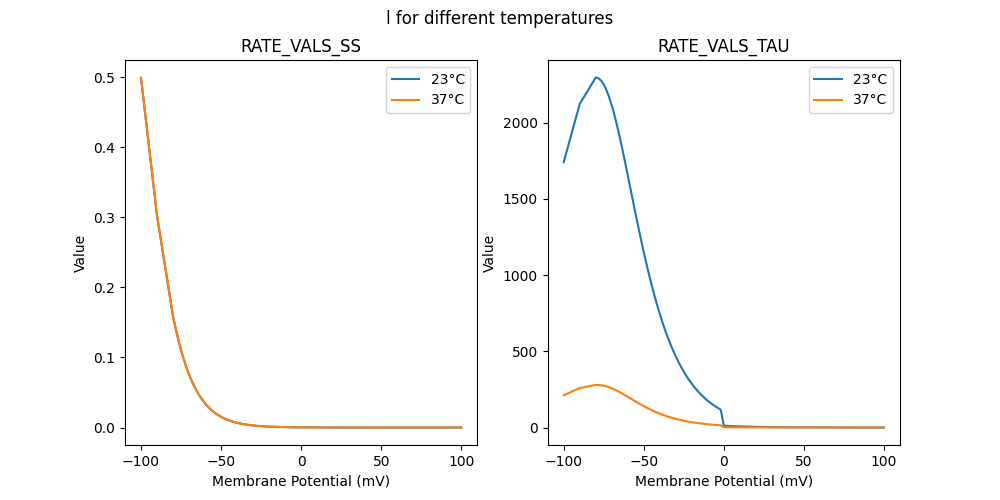 l for different temperatures
RATE_VALS_SS
RATE_VALS_TAU
23°C
37°C
23°C
37°C
Value
0.5
0.4
0.3
0.2
0.1
0.0
−100
−50
0
50
100
Membrane Potential (mV)
Value
2000
1500
1000
500
0
−100
−50
0
50
100
Membrane Potential (mV)